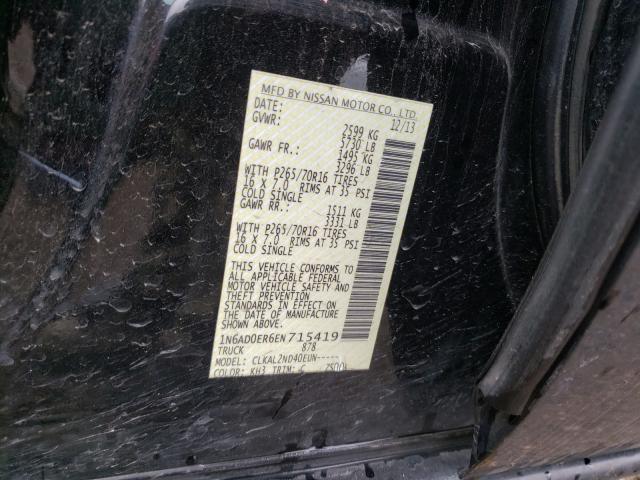 MFD BY NISSAN MOTOR CO., LTD.
DATE: 12/13
GVWR: 2599 KG
5730 LB
GAWR FR.: 1495 KG
3296 LB
WITH P265/70R16 TIRES
16 X 7.0 RIMS AT 35 PSI
COLD SINGLE
GAWR RR.: 1511 KG
3331 LB
WITH P265/70R16 TIRES
16 X 7.0 RIMS AT 35 PSI
COLD SINGLE
THIS VEHICLE CONFORMS TO
ALL APPLICABLE FEDERAL
MOTOR VEHICLE SAFETY AND
THEFT PREVENTION
STANDARDS IN EFFECT ON
THE DATE OF MANUFACTURE
SHOWN ABOVE.
1N6AD0ER6EN715419
TRUCK 878
MODEL: CLKAL2ND40EUN-----
COLOR: KH3 TRIM: C